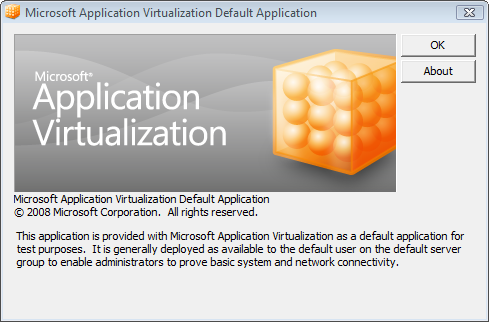 Microsoft Application Virtualization Default Application
OK
About
Microsoft®
Application
Virtualization
Microsoft Application Virtualization Default Application
© 2008 Microsoft Corporation.  All rights reserved.
This application is provided with Microsoft Application Virtualization as a default application for
test purposes.  It is generally deployed as available to the default user on the default server
group to enable administrators to prove basic system and network connectivity.